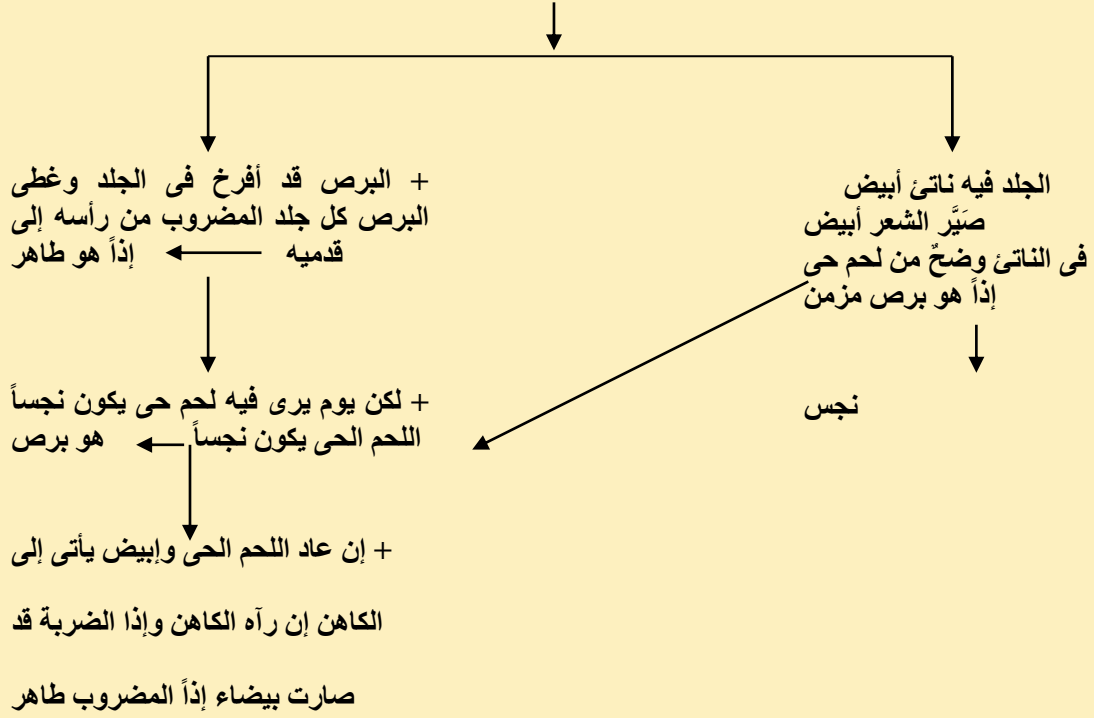 الجلد فيه ناتئ أبيض
صَيَّر الشعر أبيض
فى الناتئ وضحٌ من لحم حى
إذاً هو برص مزمن
نجس
+ البرص قد أفرخ فى الجلد وغطى
البرص كل جلد المضروب من رأسه إلى
قدميه إذاً هو طاهر
+ لكن يوم يرى فيه لحم حى يكون نجساً
اللحم الحى يكون نجساً هو برص
+ إن عاد اللحم الحى وإبيض يأتى إلى
الكاهن إن رآه الكاهن وإذا الضربة قد
صارت بيضاء إذاً المضروب طاهر